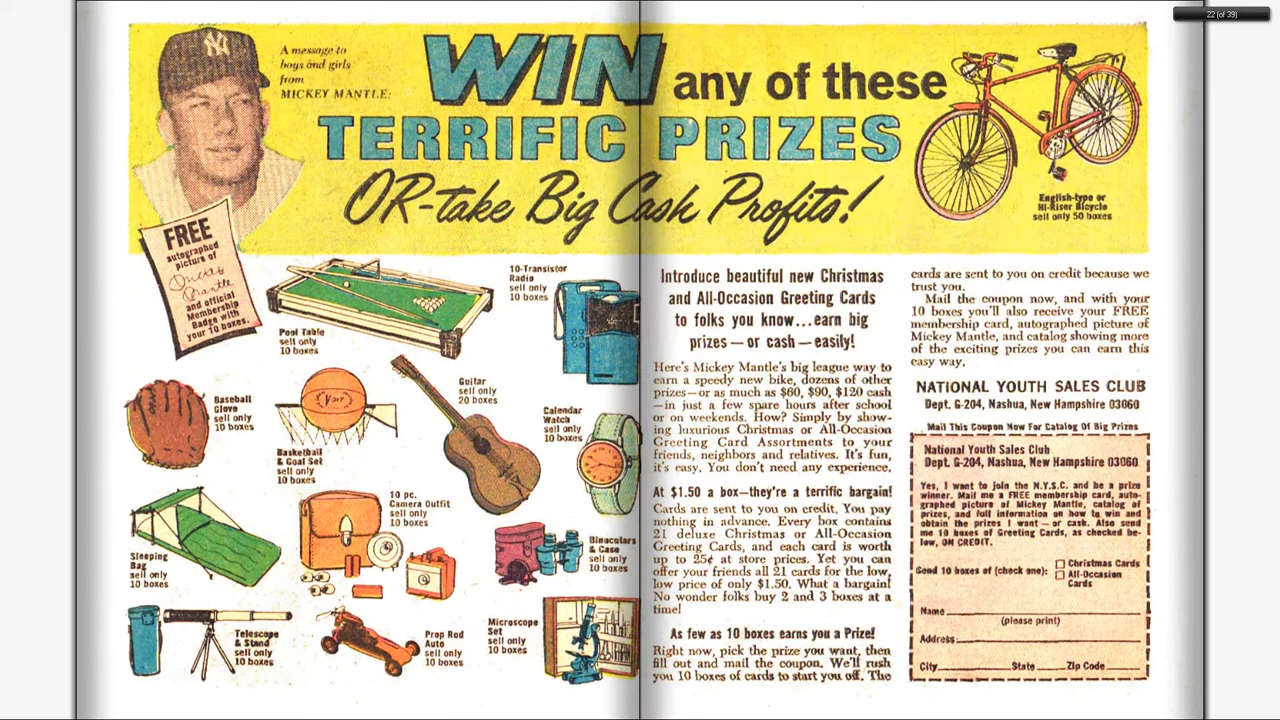 22 (of 39)
A message to
boys and girls
from
MICKEY MANTLE:
WIN any of these
TERRIFIC PRIZES
OR-take Big Cash Profits!
English-type or
Hi-Riser Bicycle
sell only 50 boxes
FREE
autographed
picture of
Mickey
Mantle
and official
Membership
Badge with
your 10 boxes.
Pool Table
sell only
10 boxes
10-Transistor
Radio
sell only
10 boxes
Baseball
Glove
sell only
10 boxes
Basketball
& Goal Set
sell only
10 boxes
Guitar
sell only
20 boxes
Calendar
Watch
sell only
10 boxes
Sleeping
Bag
sell only
10 boxes
10 pc.
Camera Outfit
sell only
10 boxes
Binoculars
& Case
sell only
10 boxes
Telescope
& Stand
sell only
10 boxes
Prop Rod
Auto
sell only
10 boxes
Microscope
Set
sell only
10 boxes
Introduce beautiful new Christmas
and All-Occasion Greeting Cards
to folks you know...earn big
prizes — or cash — easily!
Here's Mickey Mantle's big league way to
earn a speedy new bike, dozens of other
prizes—or as much as $60, $90, $120 cash
—in just a few spare hours after school
or on weekends. How? Simply by show-
ing luxurious Christmas or All-Occasion
Greeting Card Assortments to your
friends, neighbors and relatives. It's fun,
it's easy. You don't need any experience.
At $1.50 a box—they're a terrific bargain!
Cards are sent to you on credit. You pay
nothing in advance. Every box contains
21 deluxe Christmas or All-Occasion
Greeting Cards, and each card is worth
up to 25¢ at store prices. Yet you can
offer your friends all 21 cards for the low,
low price of only $1.50. What a bargain!
No wonder folks buy 2 and 3 boxes at a
time!
As few as 10 boxes earns you a Prize!
Right now, pick the prize you want, then
fill out and mail the coupon. We'll rush
you 10 boxes of cards to start you off. The
cards are sent to you on credit because we
trust you.
Mail the coupon now, and with your
10 boxes you'll also receive your FREE
membership card, autographed picture of
Mickey Mantle, and catalog showing more
of the exciting prizes you can earn this
easy way.
NATIONAL YOUTH SALES CLUB
Dept. G-204, Nashua, New Hampshire 03060
Mail This Coupon Now For Catalog Of Big Prizes
National Youth Sales Club
Dept. G-204, Nashua, New Hampshire 03060
Yes, I want to join the N.Y.S.C. and be a prize
winner. Mail me a FREE membership card, auto-
graphed picture of Mickey Mantle, catalog of
prizes, and full information on how to win and
obtain the prizes I want — or cash. Also send
me 10 boxes of Greeting Cards, as checked be-
low, ON CREDIT.
Send 10 boxes of (check one): Christmas Cards
All-Occasion
Cards
Name
(please print)
Address
City State Zip Code